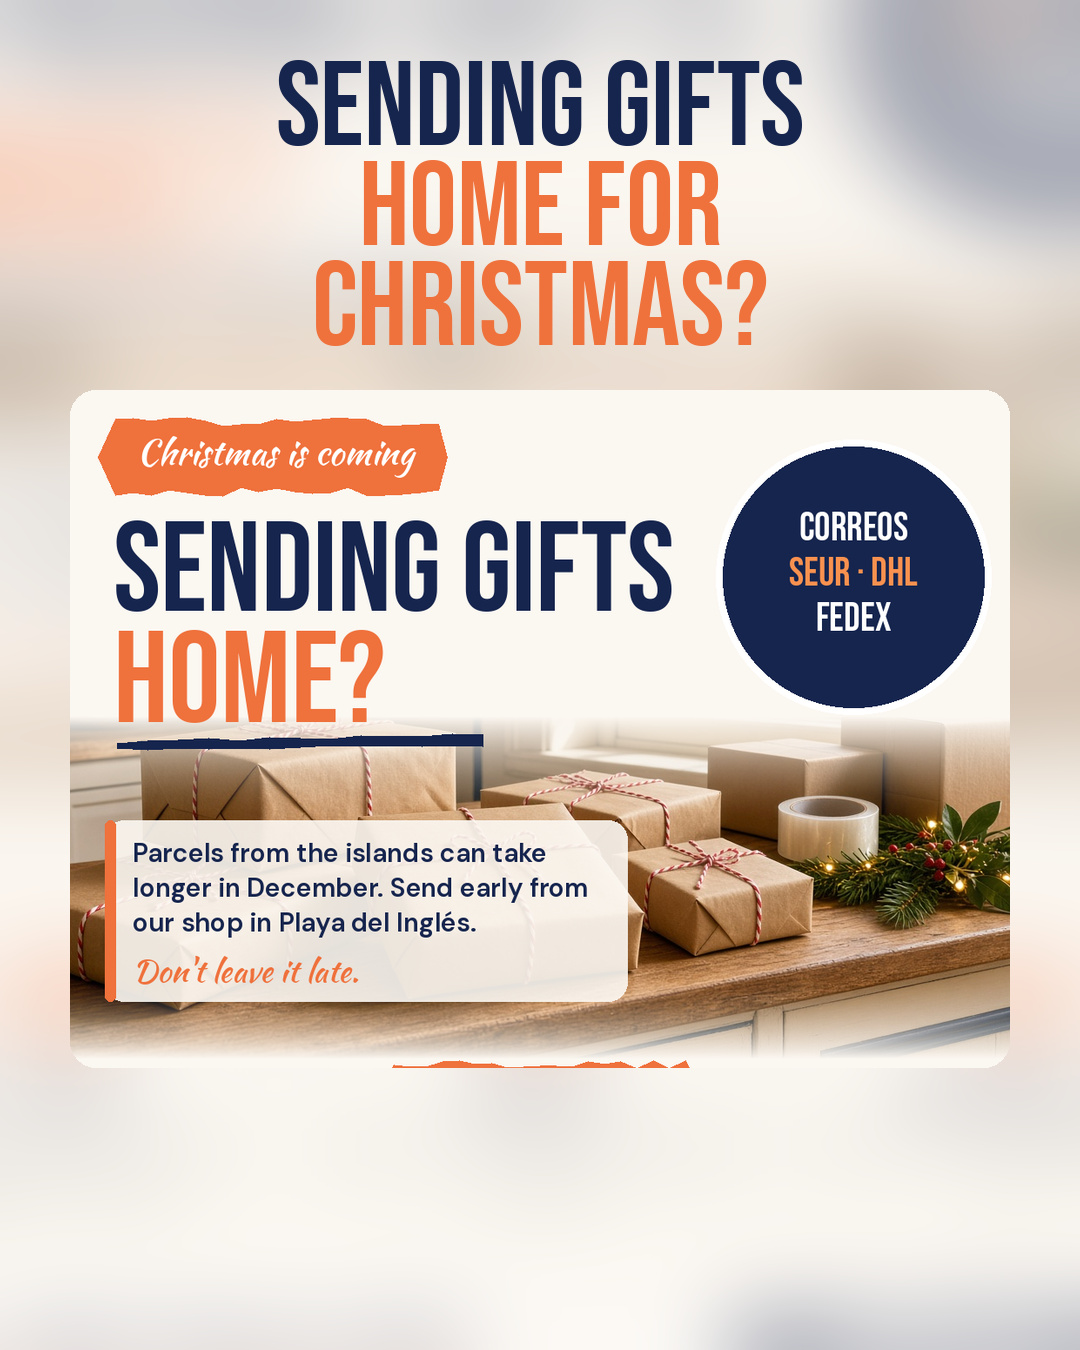 SENDING GIFTS
HOME FOR
CHRISTMAS?
Christmas is coming
SENDING GIFTS
HOME?
CORREOS
SEUR · DHL
FEDEX
Parcels from the islands can take
longer in December. Send early from
our shop in Playa del Inglés.
Don't leave it late.